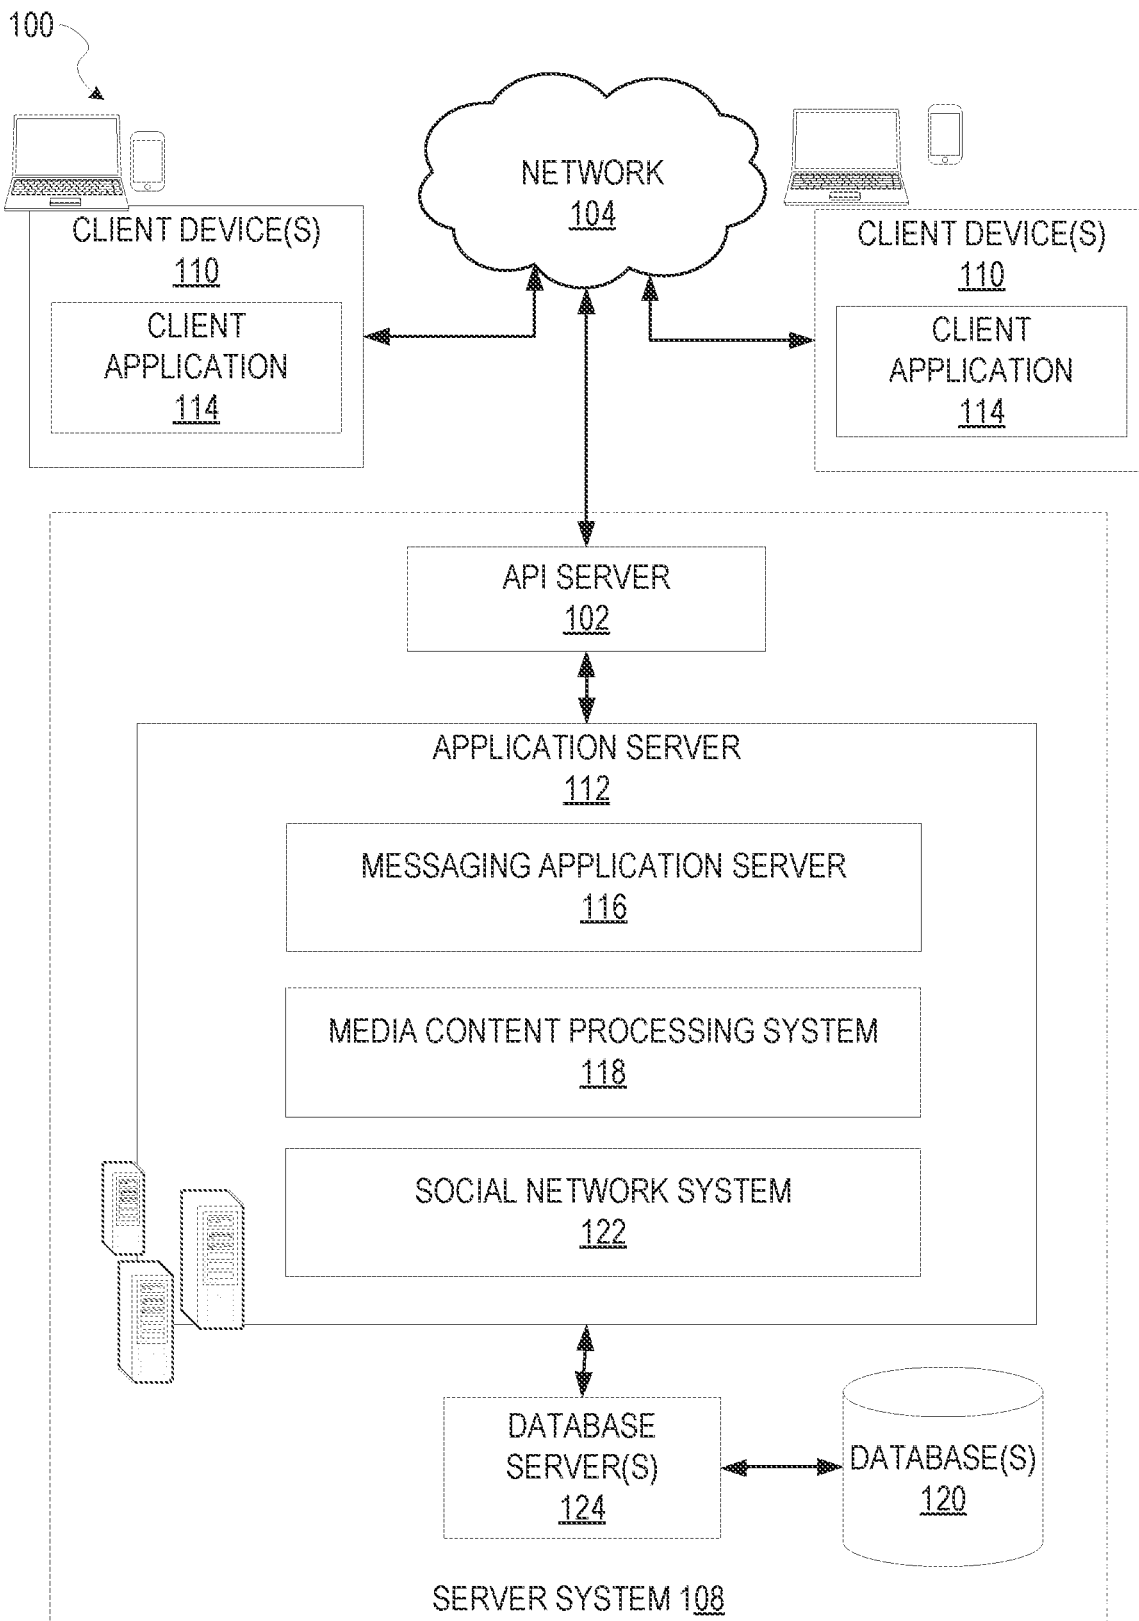 100
NETWORK
104
CLIENT DEVICE(S)
110
CLIENT
APPLICATION
114
CLIENT DEVICE(S)
110
CLIENT
APPLICATION
114
API SERVER
102
APPLICATION SERVER
112
MESSAGING APPLICATION SERVER
116
MEDIA CONTENT PROCESSING SYSTEM
118
SOCIAL NETWORK SYSTEM
122
DATABASE
SERVER(S)
124
DATABASE(S)
120
SERVER SYSTEM 108